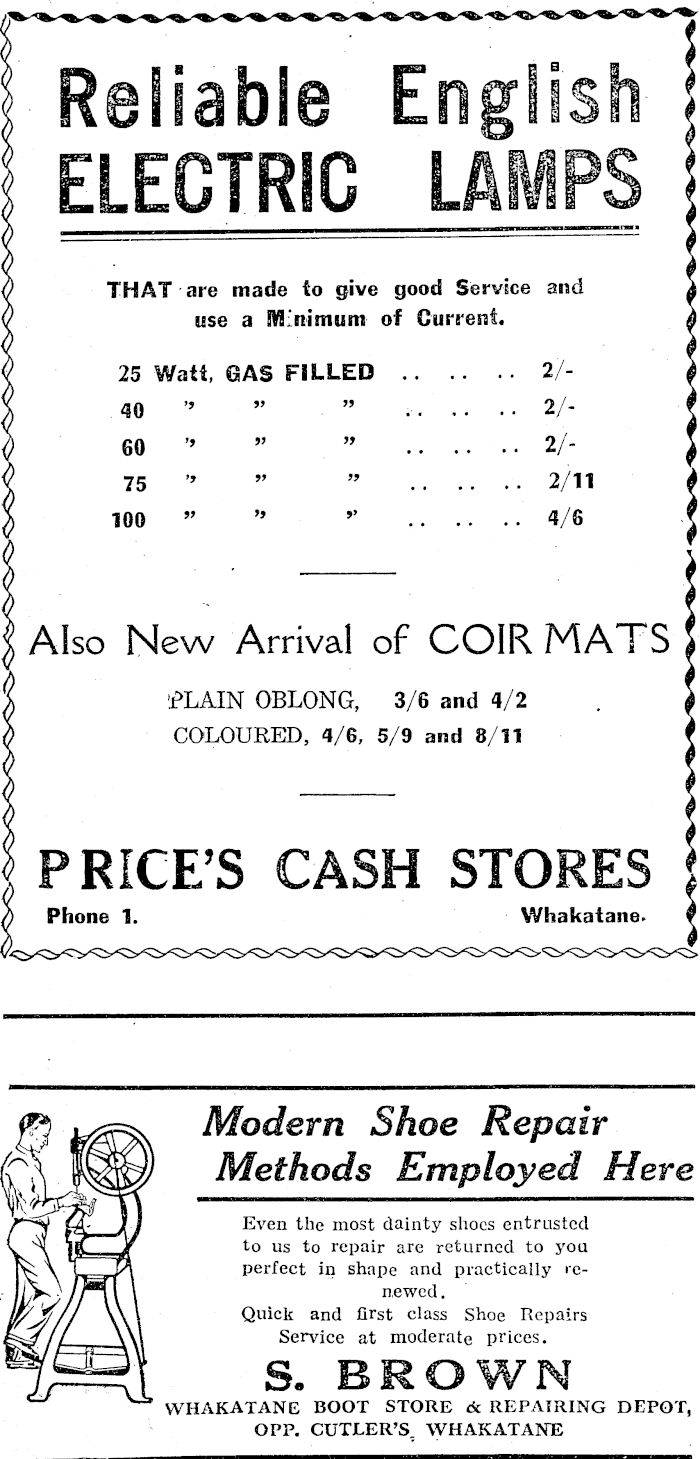 Reliable English
ELECTRIC LAMPS
THAT are made to give good Service and
use a Minimum of Current.
25 Watt, GAS FILLED .. .. .. 2/-
40 ,, ,, ,, .. .. .. 2/-
60 ,, ,, ,, .. .. .. 2/-
75 ,, ,, ,, .. .. .. 2/11
100 ,, ,, ,, .. .. .. 4/6
Also New Arrival of COIR MATS
PLAIN OBLONG, 3/6 and 4/2
COLOURED, 4/6, 5/9 and 8/11
PRICE'S CASH STORES
Phone 1. Whakatane.
Modern Shoe Repair
Methods Employed Here
Even the most dainty shoes entrusted
to us to repair are returned to you
perfect in shape and practically re-
newed.
Quick and first class Shoe Repairs
Service at moderate prices.
S. BROWN
WHAKATANE BOOT STORE & REPAIRING DEPOT,
OPP. CUTLER'S, WHAKATANE